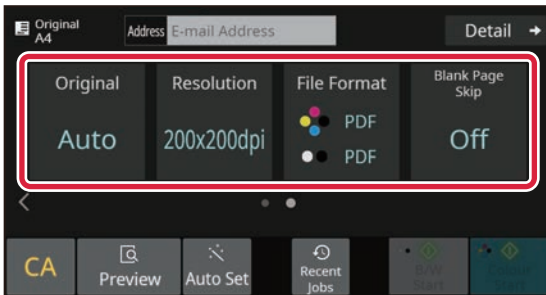 Original
A4
Address E-mail Address
Detail
Original
Auto
Resolution
200x200dpi
File Format
PDF
PDF
Blank Page
Skip
Off
CA
Preview
Auto Set
Recent
Jobs
B/W
Start
Colour
Start